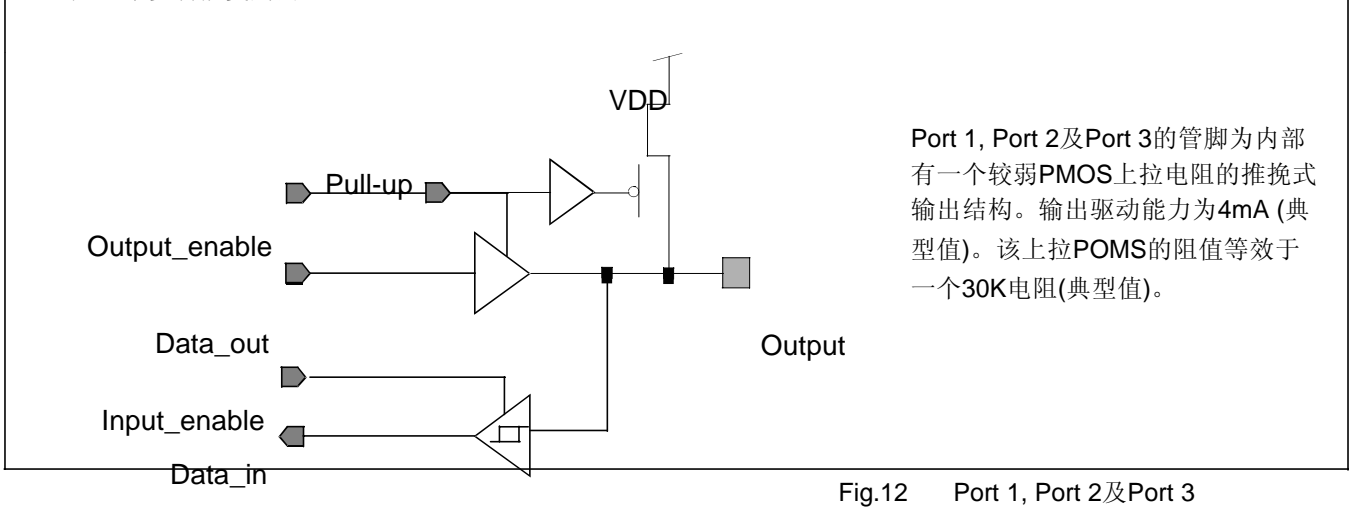 VDD
Pull-up
Output_enable
Data_out
Output
Input_enable
Data_in
Port 1, Port 2及Port 3的管脚为内部
有一个较弱PMOS上拉电阻的推挽式
输出结构。输出驱动能力为4mA (典
型值)。该上拉POMS的阻值等效于
一个30K电阻(典型值)。
Fig.12 Port 1, Port 2及Port 3